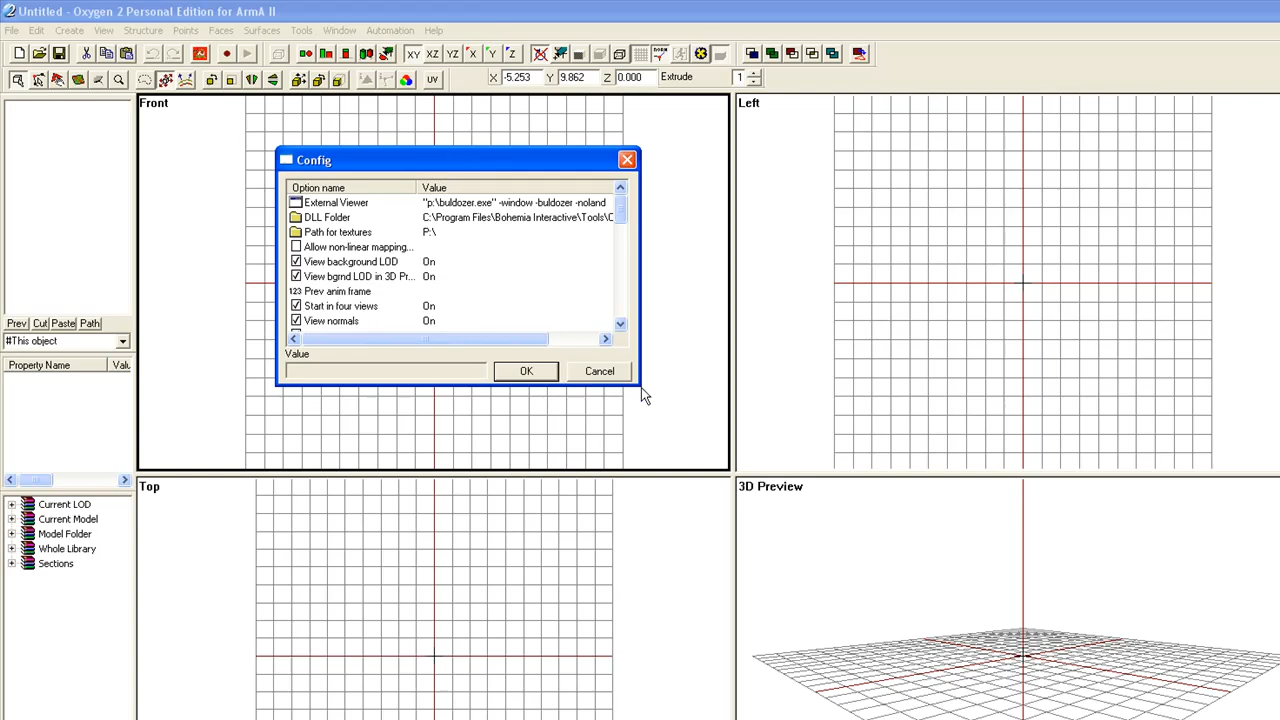 Untitled - Oxygen 2 Personal Edition for ArmA II
File Edit Create View Structure Points Faces Surfaces Tools Window Automation Help
XY XZ YZ X Y Z NORM
UV X -5.253 Y 9.862 Z 0.000 Extrude 1
Front
Left
Config
Option name Value
External Viewer "p:\buldozer.exe" -window -buldozer -noland
DLL Folder C:\Program Files\Bohemia Interactive\Tools\O
Path for textures P:\
Allow non-linear mapping...
View background LOD On
View bgrnd LOD in 3D Pr... On
123 Prev anim frame
Start in four views On
View normals On
Value
OK Cancel
Prev Cut Paste Path
#This object
Property Name Valu
Top
3D Preview
Current LOD
Current Model
Model Folder
Whole Library
Sections